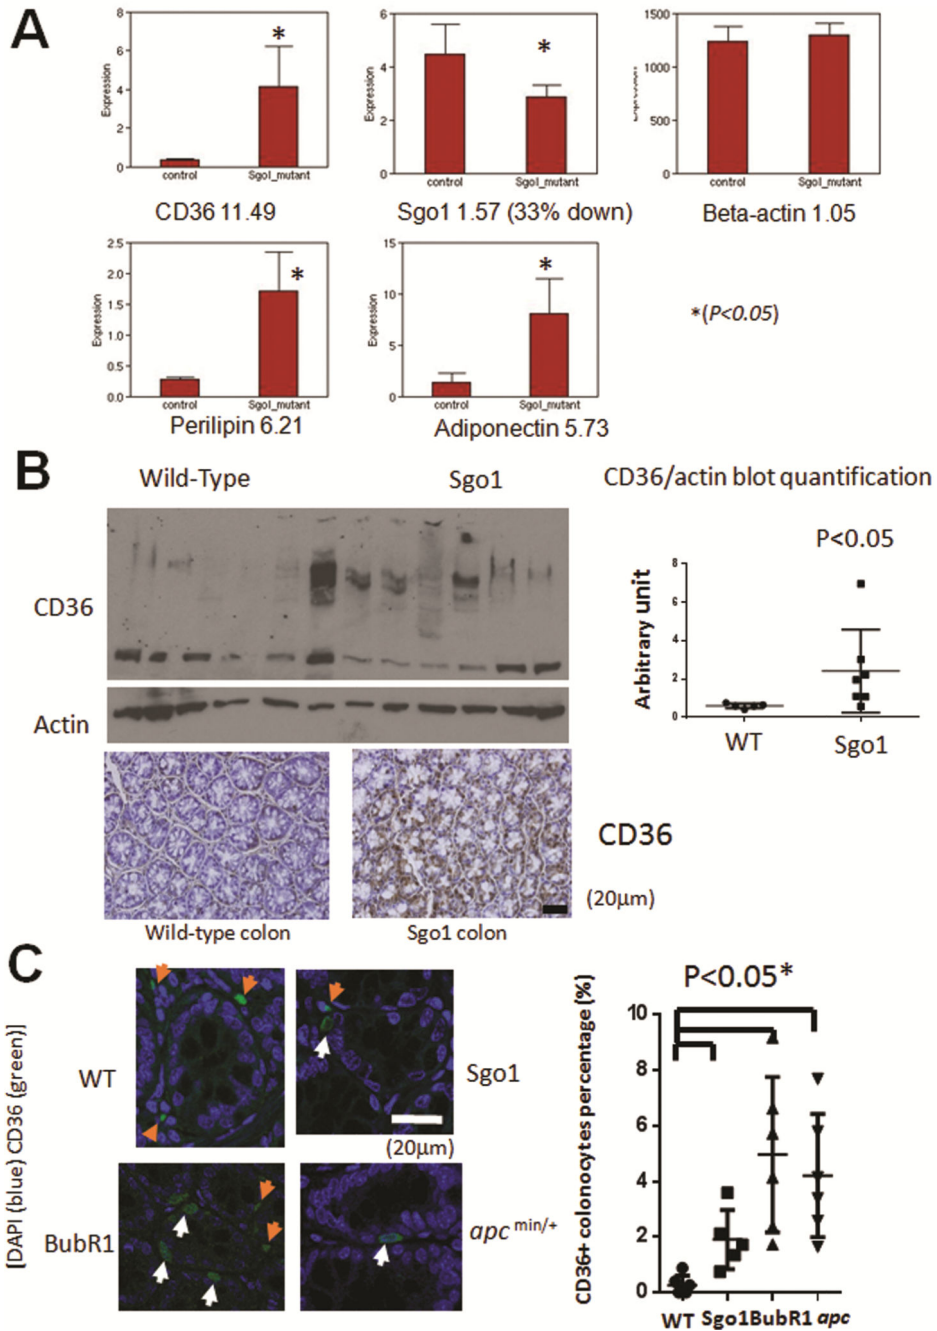 A
8
6
4
2
0
Expression
*
control
SgoI_mutant
CD36 11.49
6
4
2
0
Expression
*
control
SgoI_mutant
Sgo1 1.57 (33% down)
1500
1000
500
0
control
SgoI_mutant
Beta-actin 1.05
2.5
2.0
1.5
1.0
0.5
0.0
Expression
*
control
SgoI_mutant
Perilipin 6.21
15
10
5
0
Expression
*
control
SgoI_mutant
Adiponectin 5.73
*(P<0.05)
B
Wild-Type
Sgo1
CD36
Actin
CD36/actin blot quantification
P<0.05
8
6
4
2
0
Arbitrary unit
WT
Sgo1
Wild-type colon
Sgo1 colon
CD36
(20µm)
C
[DAPI (blue) CD36 (green)]
WT
Sgo1
(20µm)
BubR1
apc min/+
P<0.05*
CD36+ colonocytes percentage (%)
10
8
6
4
2
0
WT
Sgo1
BubR1
apc